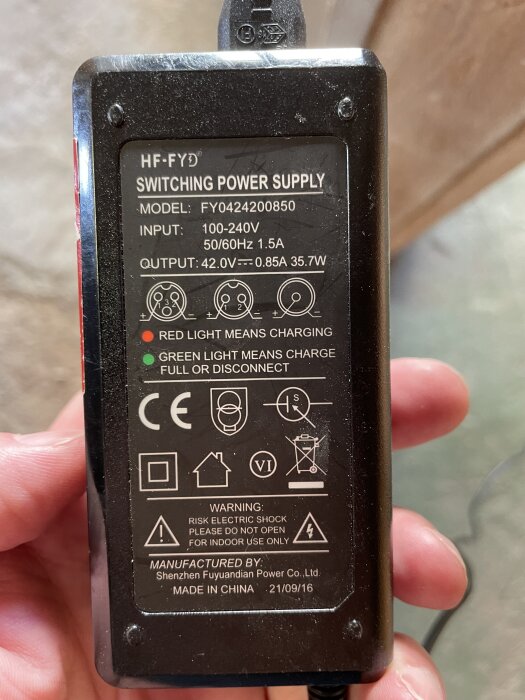 HF-FYD®
SWITCHING POWER SUPPLY
MODEL: FY0424200850
INPUT: 100-240V
50/60Hz 1.5A
OUTPUT: 42.0V⎓0.85A 35.7W
RED LIGHT MEANS CHARGING
GREEN LIGHT MEANS CHARGE
FULL OR DISCONNECT
CE
S
VI
WARNING:
RISK ELECTRIC SHOCK
PLEASE DO NOT OPEN
FOR INDOOR USE ONLY
MANUFACTURED BY:
Shenzhen Fuyuandian Power Co.,Ltd.
MADE IN CHINA 21/09/16